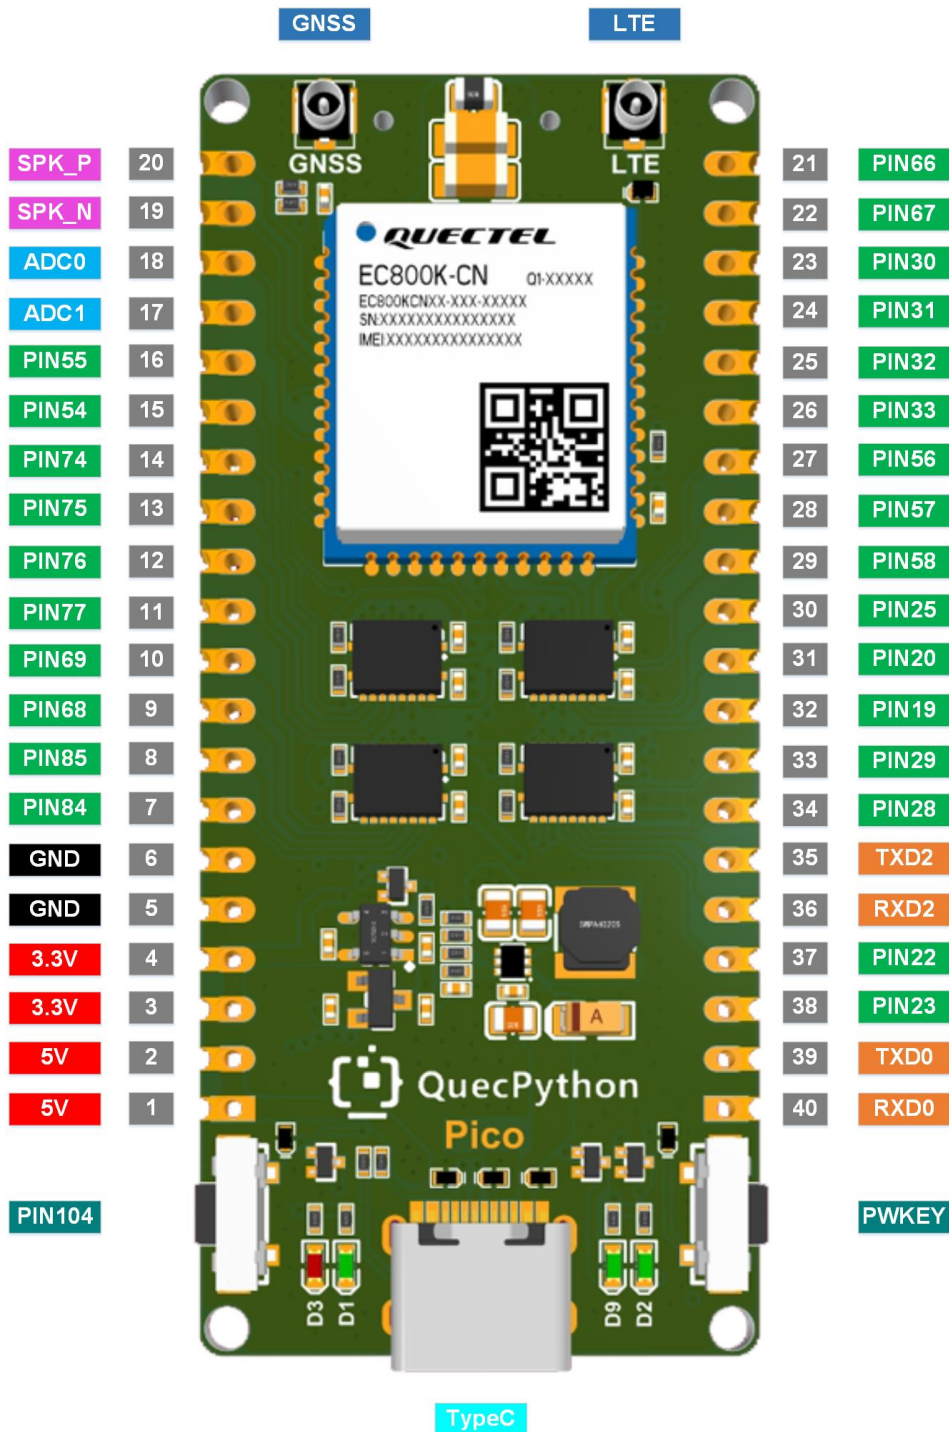 GNSS LTE
GNSS LTE
SPK_P 20 21 PIN66
SPK_N 19 22 PIN67
QUECTEL
ADC0 18 23 PIN30
EC800K-CN Q1-XXXXX
EC800KCNXX-XXX-XXXXX
ADC1 17 24 PIN31
SN:XXXXXXXXXXXXXXX
IMEI:XXXXXXXXXXXXXXX
PIN55 16 25 PIN32
PIN54 15 26 PIN33
PIN74 14 27 PIN56
PIN75 13 28 PIN57
PIN76 12 29 PIN58
PIN77 11 30 PIN25
PIN69 10 31 PIN20
PIN68 9 32 PIN19
PIN85 8 33 PIN29
PIN84 7 34 PIN28
GND 6 35 TXD2
GND 5 36 RXD2
3.3V 4 37 PIN22
3.3V 3 38 PIN23
A
5V 2 39 TXD0
QuecPython
5V 1 40 RXD0
Pico
PIN104 PWKEY
D3 D1 D9 D2
TypeC